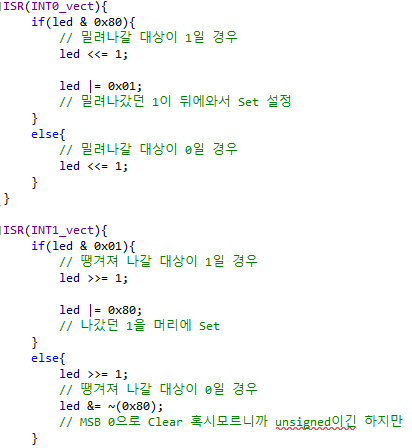 ISR(INT0_vect){
if(led & 0x80){
// 밀려나갈 대상이 1일 경우
led <<= 1;
led |= 0x01;
// 밀려나갔던 1이 뒤에와서 Set 설정
}
else{
// 밀려나갈 대상이 0일 경우
led <<= 1;
}
}
ISR(INT1_vect){
if(led & 0x01){
// 땡겨져 나갈 대상이 1일 경우
led >>= 1;
led |= 0x80;
// 나갔던 1을 머리에 Set
}
else{
led >>= 1;
// 땡겨져 나갈 대상이 0일 경우
led &= ~(0x80);
// MSB 0으로 Clear 혹시모르니까 unsigned이긴 하지만
}